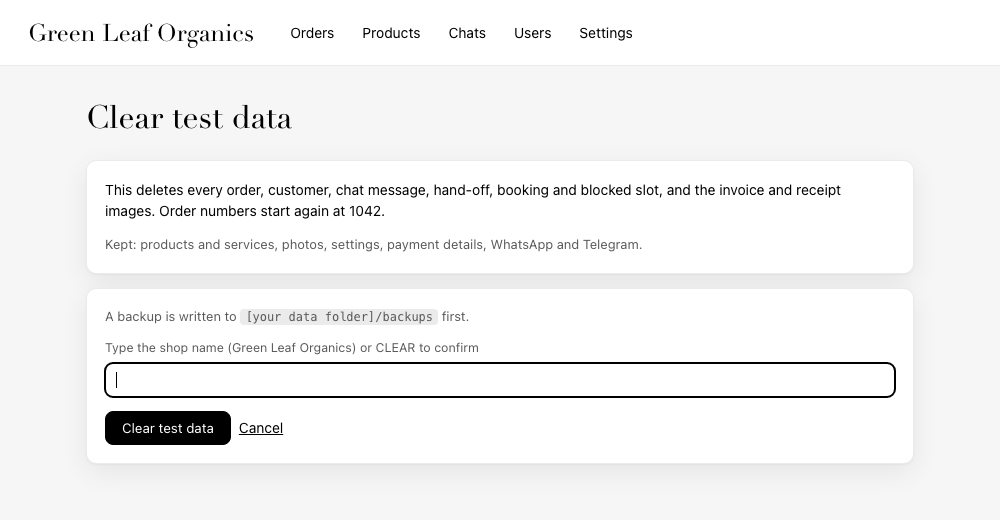 Green Leaf Organics
Orders
Products
Chats
Users
Settings
Clear test data
This deletes every order, customer, chat message, hand-off, booking and blocked slot, and the invoice and receipt
images. Order numbers start again at 1042.
Kept: products and services, photos, settings, payment details, WhatsApp and Telegram.
A backup is written to [your data folder]/backups first.
Type the shop name (Green Leaf Organics) or CLEAR to confirm
Clear test data
Cancel